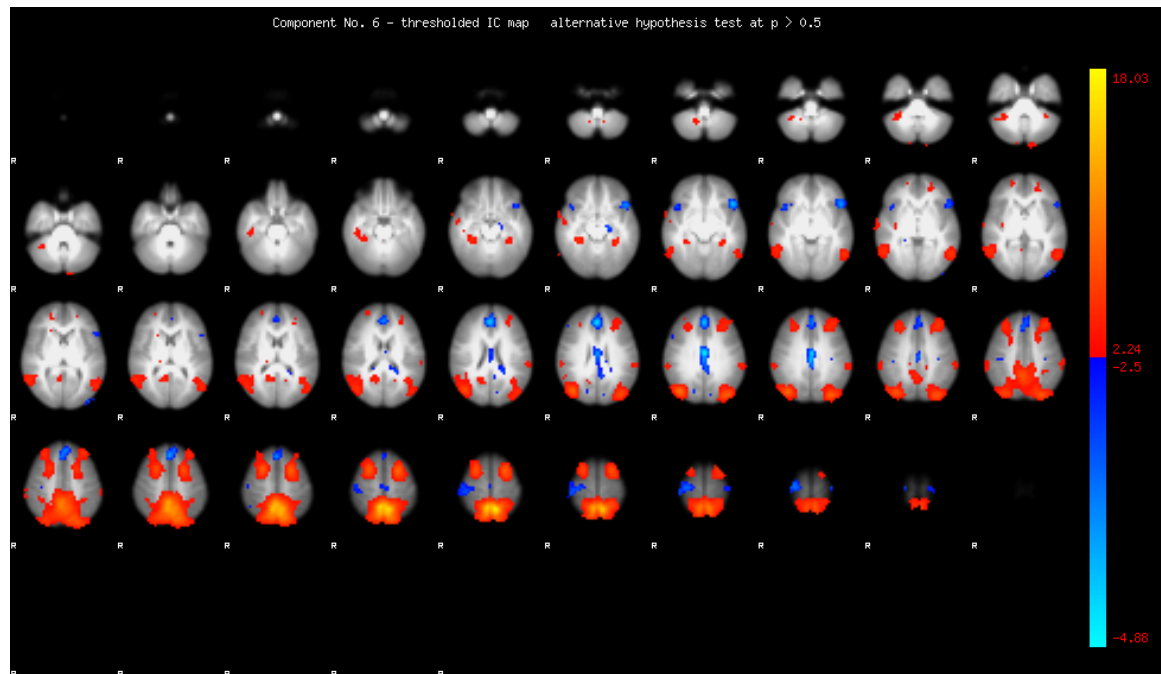 Component No. 6 - thresholded IC map   alternative hypothesis test at p > 0.5
18.03
R R R R R R R R R R
R R R R R R R R R R
2.24
-2.5
R R R R R R R R R R
R R R R R R R R R R
-4.88
R R R R R